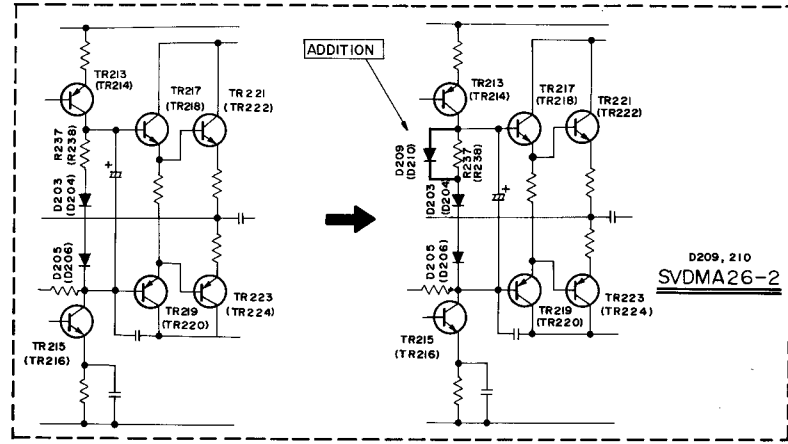 TR213
(TR214)
TR217
(TR218)
TR221
(TR222)
R237
(R238)
+
D203
(D204)
D205
(D206)
TR219
(TR220)
TR223
(TR224)
TR215
(TR216)
ADDITION
TR213
(TR214)
TR217
(TR218)
TR221
(TR222)
D209
(D210)
R237
(R238)
+
D203
(D204)
D205
(D206)
TR219
(TR220)
TR223
(TR224)
TR215
(TR216)
D209, 210
SVDMA26-2